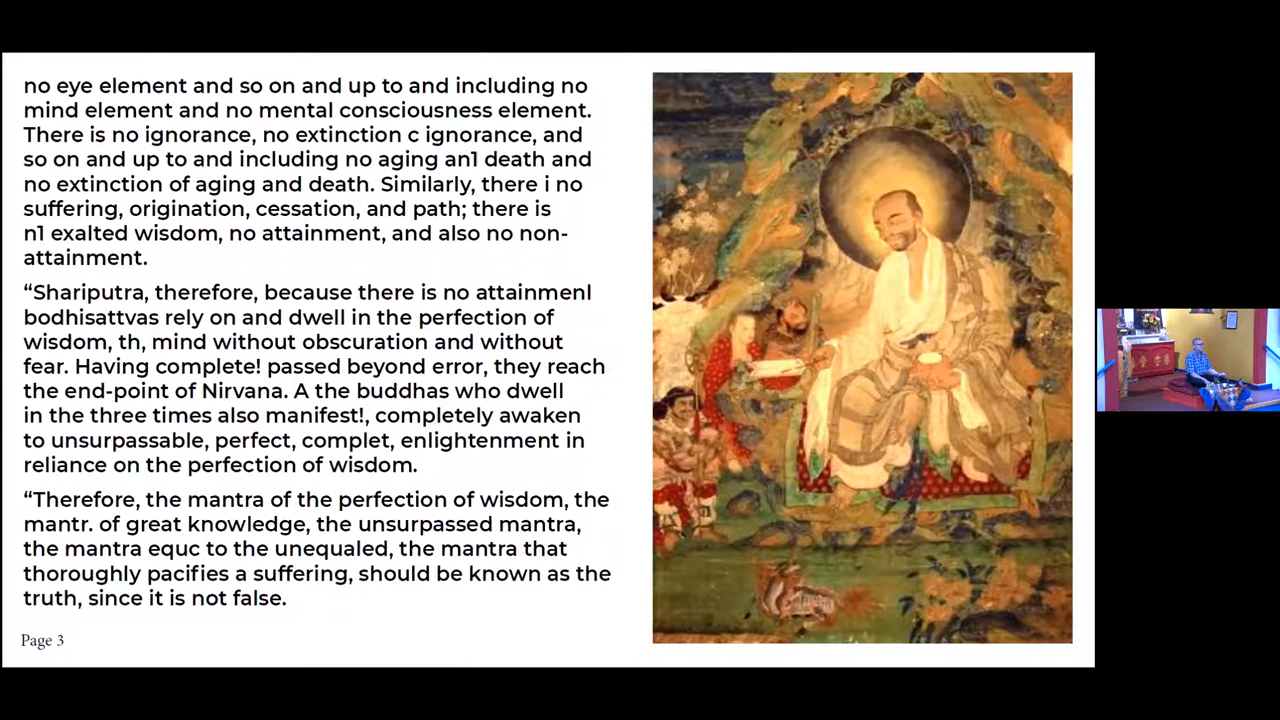 no eye element and so on and up to and including no
mind element and no mental consciousness element.
There is no ignorance, no extinction c ignorance, and
so on and up to and including no aging an1 death and
no extinction of aging and death. Similarly, there i no
suffering, origination, cessation, and path; there is
n1 exalted wisdom, no attainment, and also no non-
attainment.
“Shariputra, therefore, because there is no attainmenl
bodhisattvas rely on and dwell in the perfection of
wisdom, th, mind without obscuration and without
fear. Having complete! passed beyond error, they reach
the end-point of Nirvana. A the buddhas who dwell
in the three times also manifest!, completely awaken
to unsurpassable, perfect, complet, enlightenment in
reliance on the perfection of wisdom.
“Therefore, the mantra of the perfection of wisdom, the
mantr. of great knowledge, the unsurpassed mantra,
the mantra equc to the unequaled, the mantra that
thoroughly pacifies a suffering, should be known as the
truth, since it is not false.
Page 3